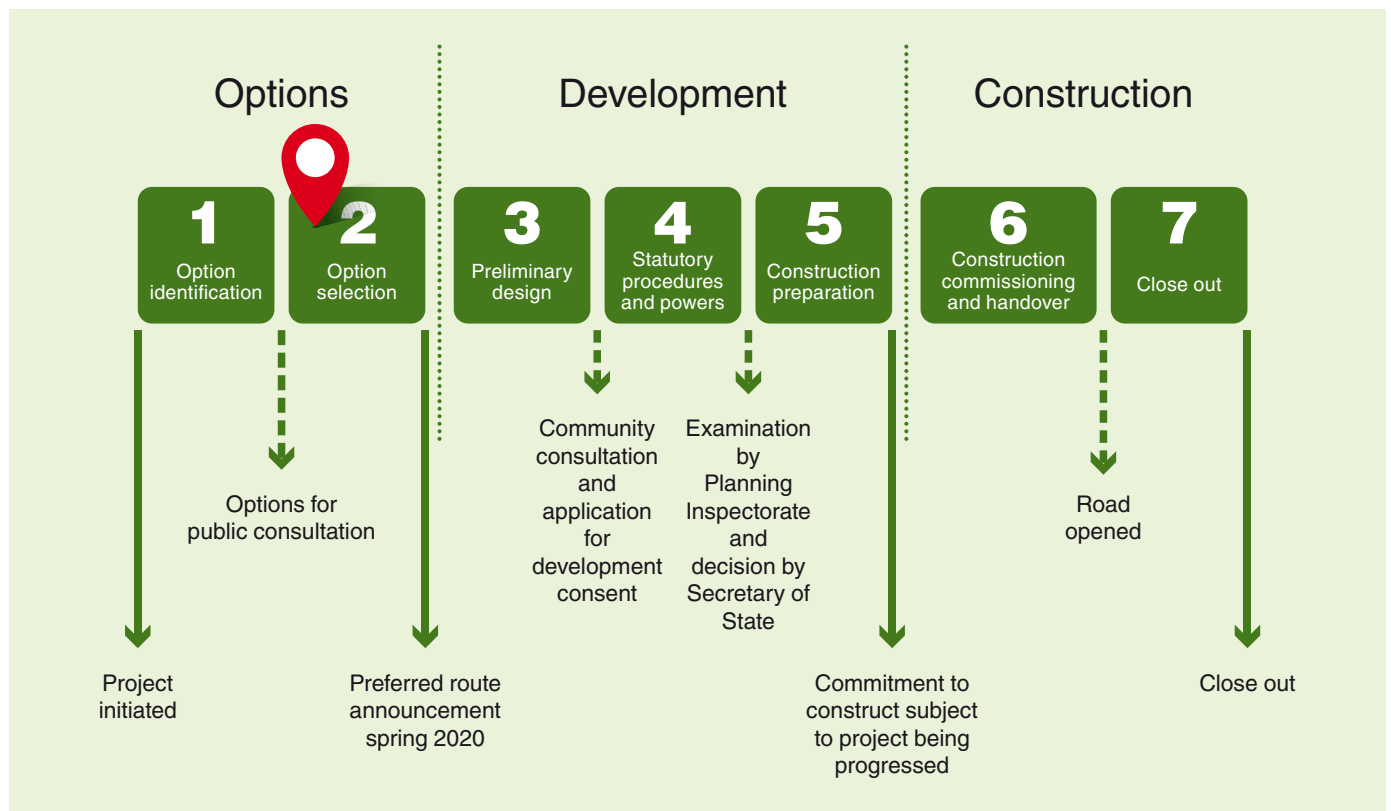 Options
Development
Construction
1
Option
identification
2
Option
selection
3
Preliminary
design
4
Statutory
procedures
and powers
5
Construction
preparation
6
Construction
commissioning
and handover
7
Close out
Options for
public consultation
Community
consultation
and
application
for
development
consent
Examination
by
Planning
Inspectorate
and
decision by
Secretary of
State
Road
opened
Project
initiated
Preferred route
announcement
spring 2020
Commitment to
construct subject
to project being
progressed
Close out